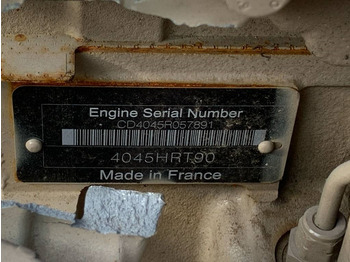 Engine Serial Number
CD4045R057891
4045HRT90
Made in France